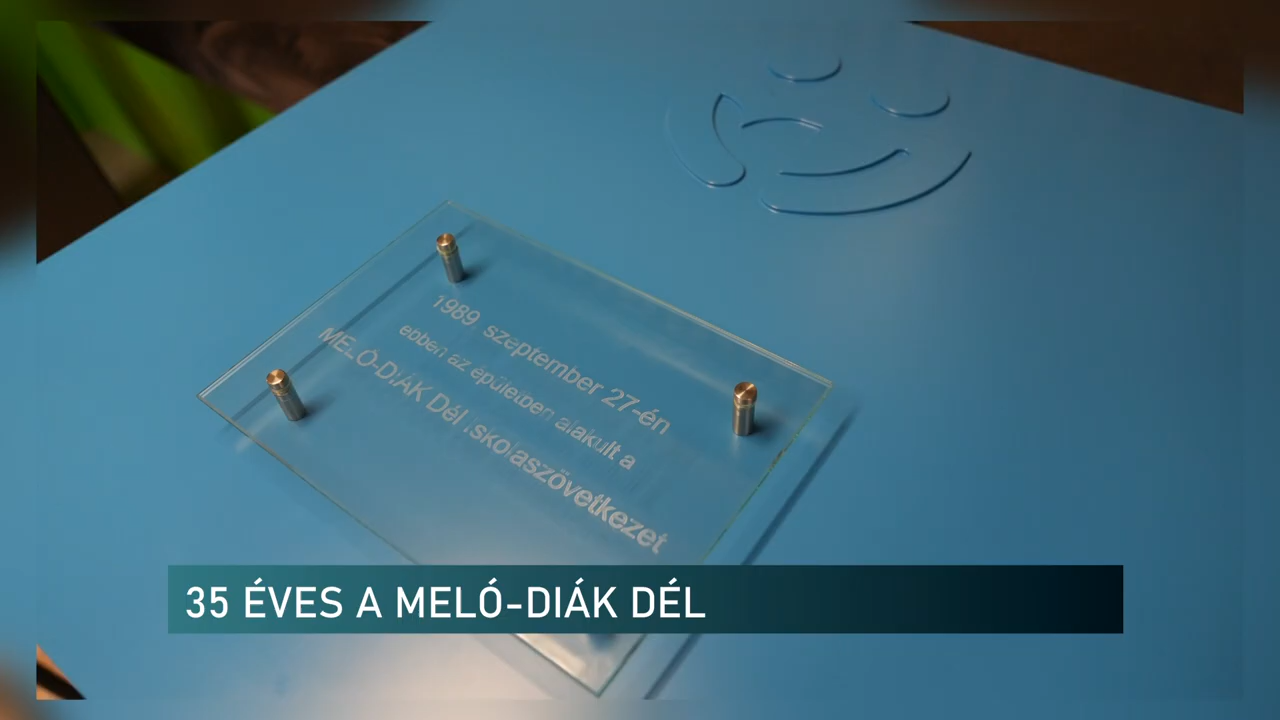 1989. szeptember 27-én
ebben az épületben alakult a
MELÓ-DIÁK Dél Iskolaszövetkezet
35 ÉVES A MELÓ-DIÁK DÉL